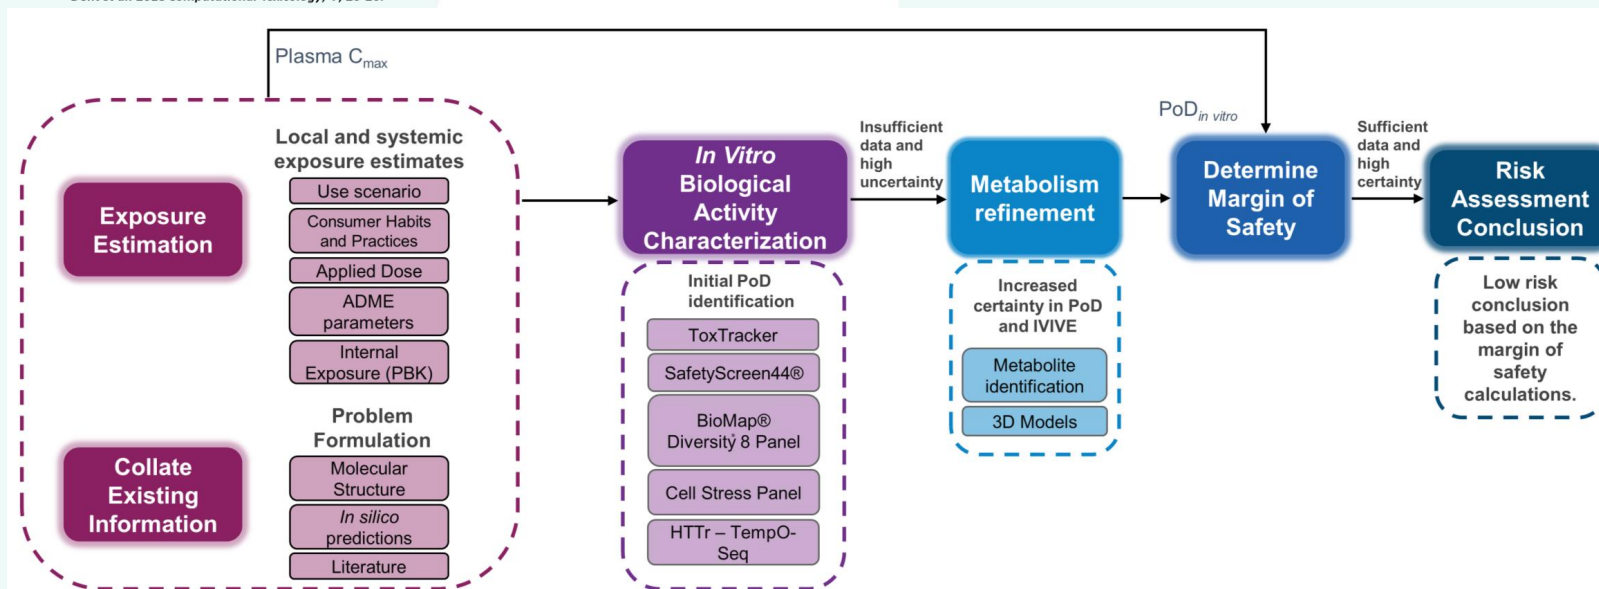 Plasma Cmax
Exposure
Estimation
Local and systemic
exposure estimates
Use scenario
Consumer Habits
and Practices
Applied Dose
ADME
parameters
Internal
Exposure (PBK)
Collate
Existing
Information
Problem
Formulation
Molecular
Structure
In silico
predictions
Literature
In Vitro
Biological
Activity
Characterization
Initial PoD
identification
ToxTracker
SafetyScreen44®
BioMap®
Diversity 8 Panel
Cell Stress Panel
HTTr – TempO-
Seq
Insufficient
data and
high
uncertainty
Metabolism
refinement
Increased
certainty in PoD
and IVIVE
Metabolite
identification
3D Models
PoDin vitro
Determine
Margin of
Safety
Sufficient
data and
high
certainty
Risk
Assessment
Conclusion
Low risk
conclusion
based on the
margin of
safety
calculations.